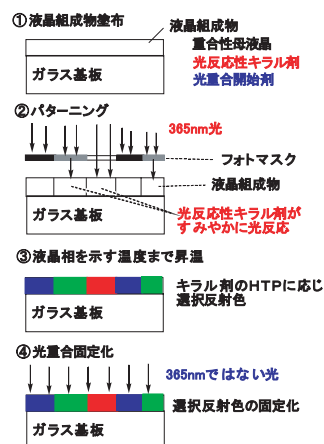 ①液晶組成物塗布
液晶組成物
重合性母液晶
光反応性キラル剤
光重合開始剤
ガラス基板
②パターニング
365nm光
フォトマスク
液晶組成物
ガラス基板
光反応性キラル剤が
すみやかに光反応
③液晶相を示す温度まで昇温
キラル剤のHTPに応じ
選択反射色
ガラス基板
④光重合固定化
365nmではない光
選択反射色の固定化
ガラス基板